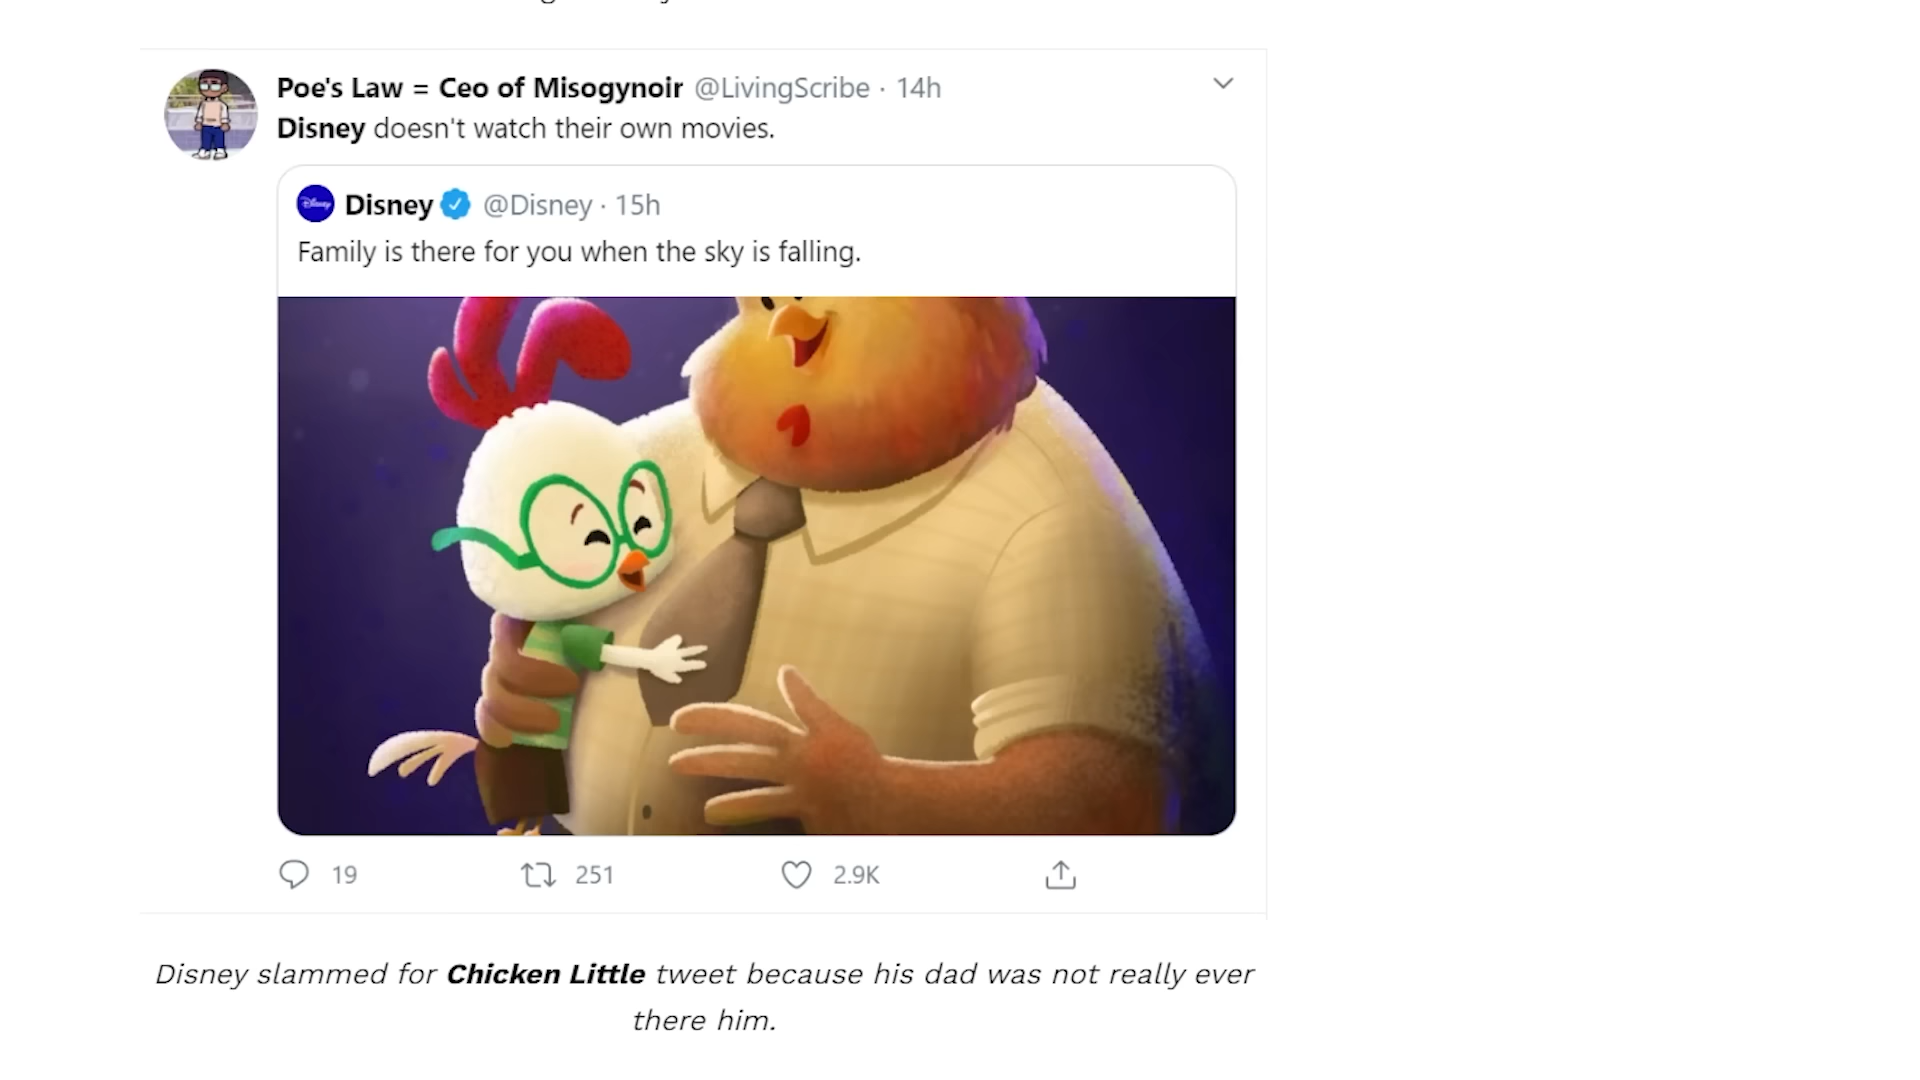 Poe's Law = Ceo of Misogynoir @LivingScribe · 14h
Disney doesn't watch their own movies.
Disney @Disney · 15h
Family is there for you when the sky is falling.
19 251 2.9K
Disney slammed for Chicken Little tweet because his dad was not really ever
there him.